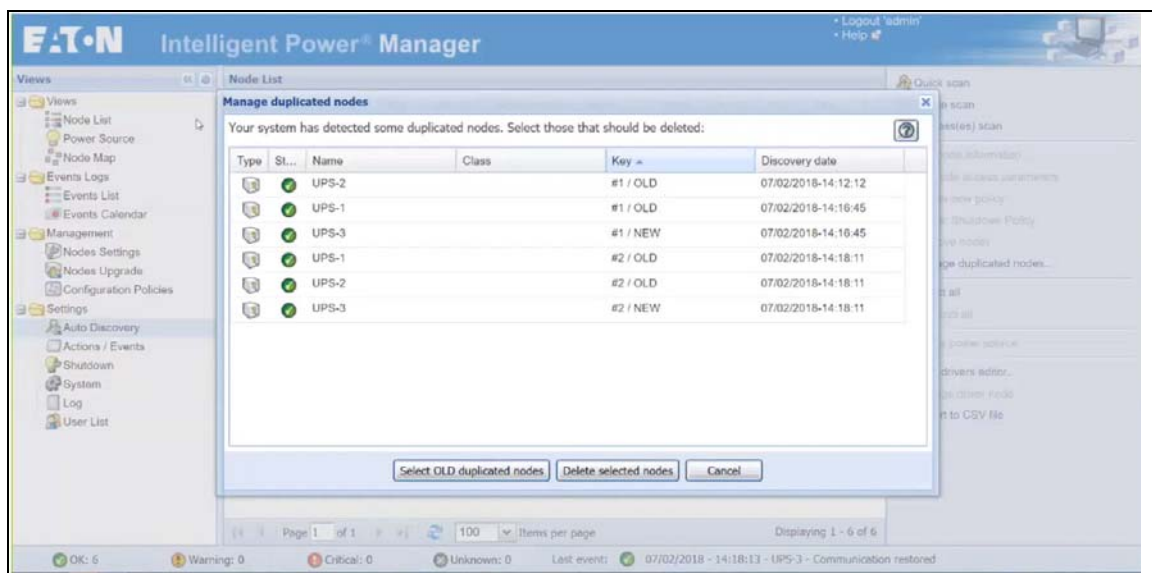 EATON Intelligent Power® Manager
• Logout 'admin'
• Help
Views
Views
Node List
Power Source
Node Map
Events Logs
Events List
Events Calendar
Management
Nodes Settings
Nodes Upgrade
Configuration Policies
Settings
Auto Discovery
Actions / Events
Shutdown
System
Log
User List
Node List
Manage duplicated nodes
Your system has detected some duplicated nodes. Select those that should be deleted:
Type St... Name Class Key Discovery date
UPS-2 #1 / OLD 07/02/2018-14:12:12
UPS-1 #1 / OLD 07/02/2018-14:16:45
UPS-3 #1 / NEW 07/02/2018-14:16:45
UPS-1 #2 / OLD 07/02/2018-14:18:11
UPS-2 #2 / OLD 07/02/2018-14:18:11
UPS-3 #2 / NEW 07/02/2018-14:18:11
Select OLD duplicated nodes Delete selected nodes Cancel
Quick scan
scan
scan
duplicated nodes...
all
power source
drivers editor...
to CSV file
Page 1 of 1 100 Items per page Displaying 1 - 6 of 6
OK: 6 Warning: 0 Critical: 0 Unknown: 0 Last event: 07/02/2018 - 14:18:13 - UPS-3 - Communication restored